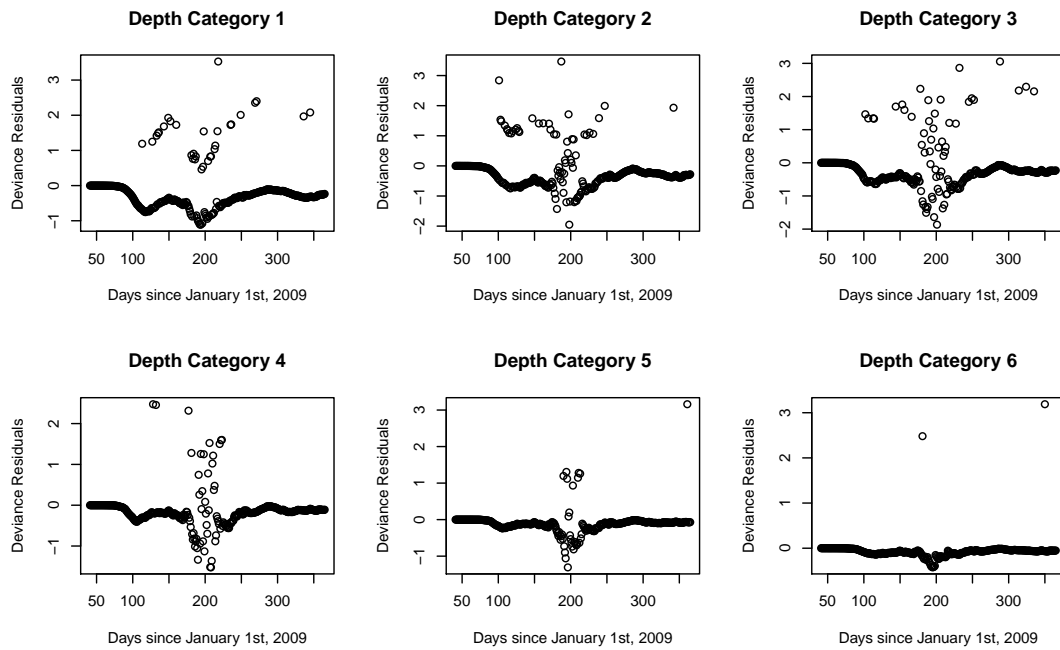 Depth Category 1
Deviance Residuals
3
2
1
0
−1
50 100 200 300
Days since January 1st, 2009
Depth Category 2
Deviance Residuals
3
2
1
0
−1
−2
50 100 200 300
Days since January 1st, 2009
Depth Category 3
Deviance Residuals
3
2
1
0
−1
−2
50 100 200 300
Days since January 1st, 2009
Depth Category 4
Deviance Residuals
2
1
0
−1
50 100 200 300
Days since January 1st, 2009
Depth Category 5
Deviance Residuals
3
2
1
0
−1
50 100 200 300
Days since January 1st, 2009
Depth Category 6
Deviance Residuals
3
2
1
0
50 100 200 300
Days since January 1st, 2009